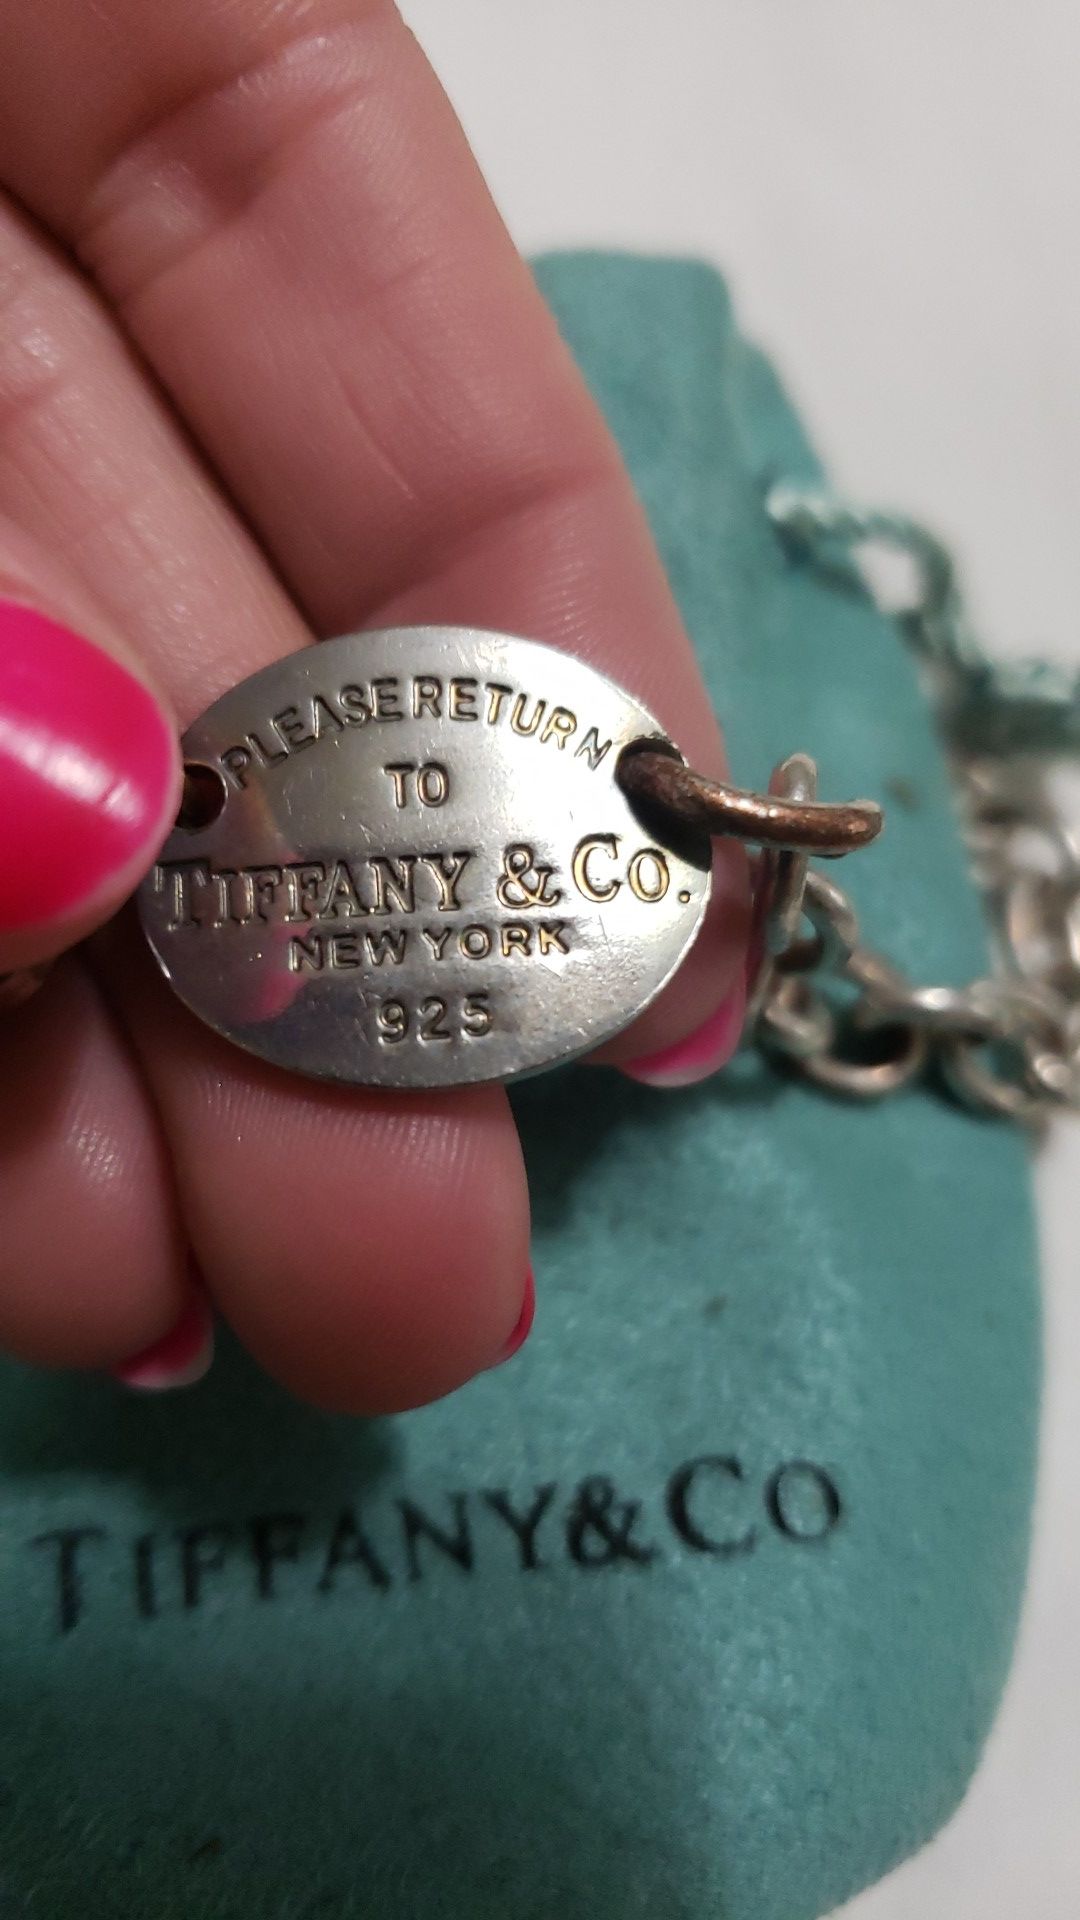 PLEASE RETURN
TO
TIFFANY & CO.
NEW YORK
925
TIFFANY & CO